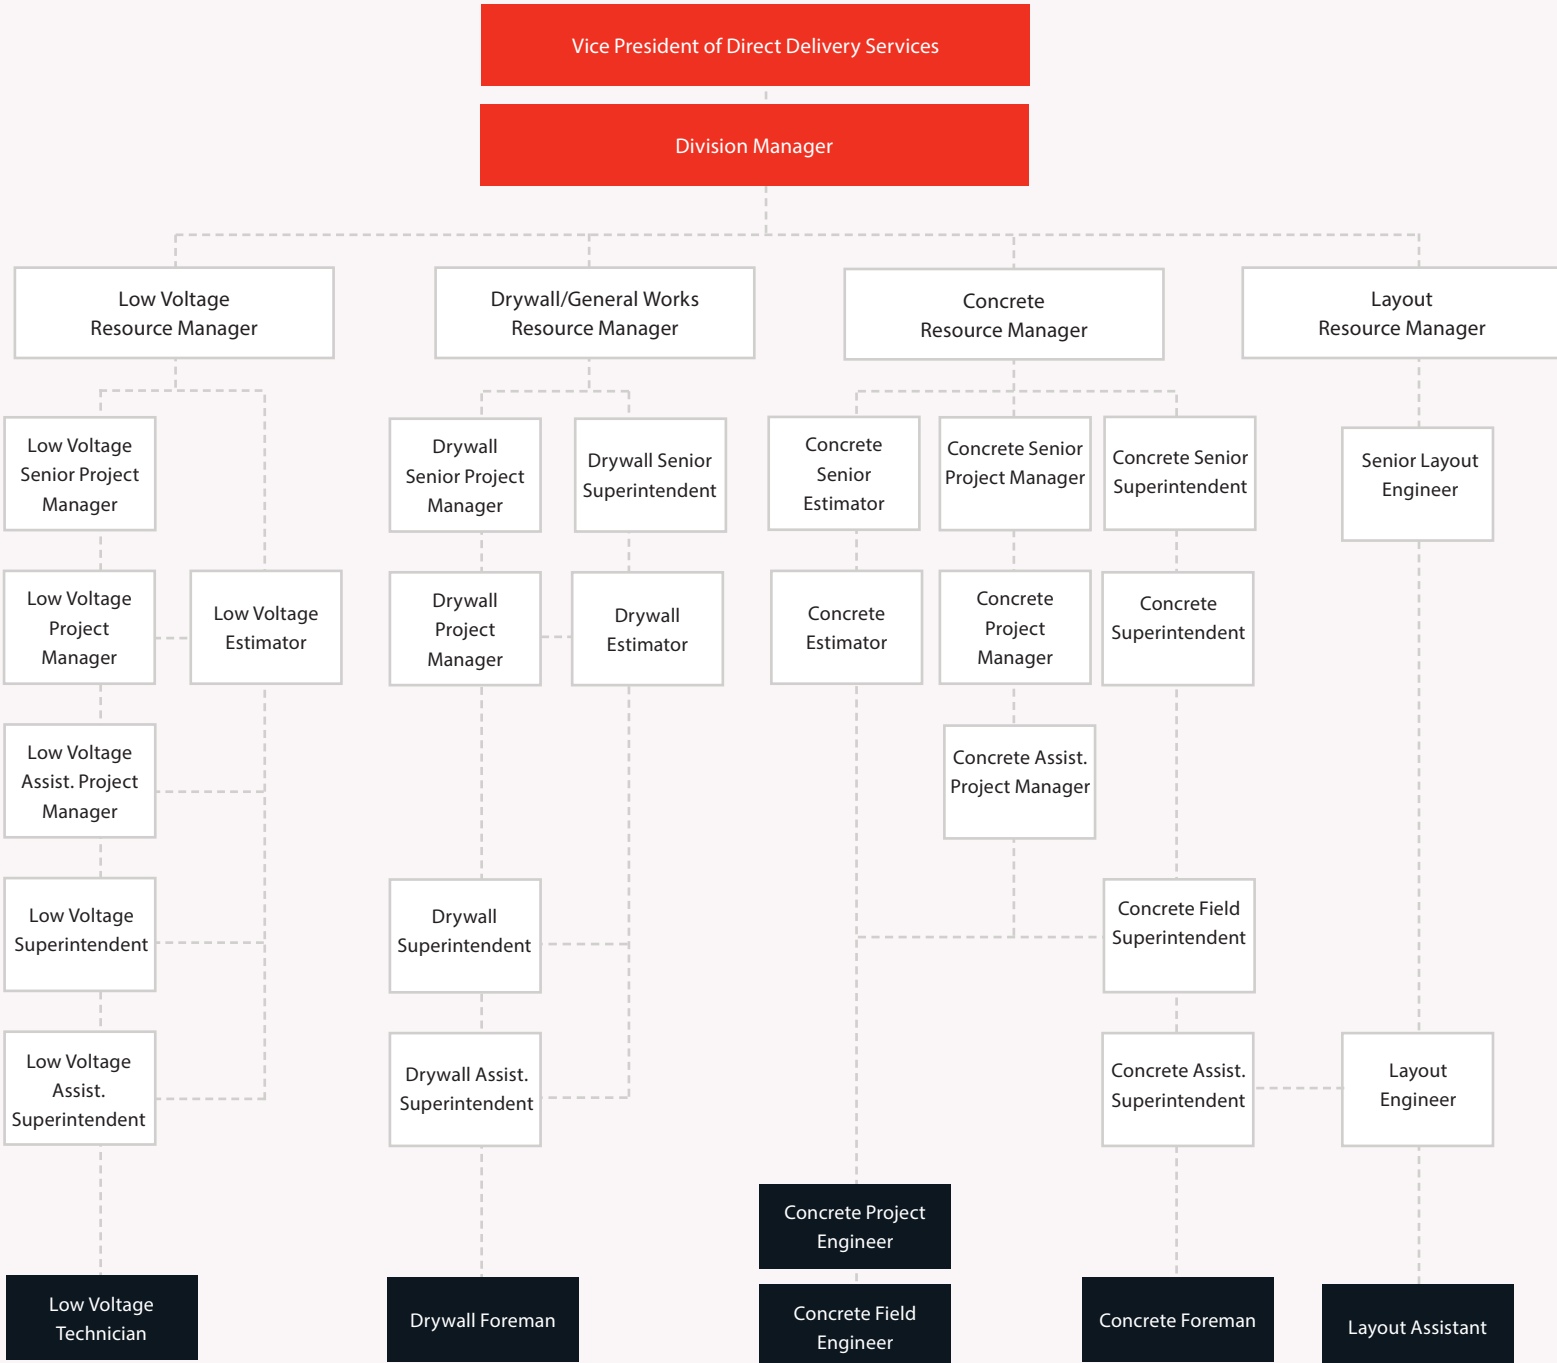 Vice President of Direct Delivery Services
Division Manager
Low Voltage
Resource Manager
Drywall/General Works
Resource Manager
Concrete
Resource Manager
Layout
Resource Manager
Low Voltage
Senior Project
Manager
Drywall
Senior Project
Manager
Drywall Senior
Superintendent
Concrete
Senior
Estimator
Concrete Senior
Project Manager
Concrete Senior
Superintendent
Senior Layout
Engineer
Low Voltage
Project
Manager
Low Voltage
Estimator
Drywall
Project
Manager
Drywall
Estimator
Concrete
Estimator
Concrete
Project
Manager
Concrete
Superintendent
Low Voltage
Assist. Project
Manager
Concrete Assist.
Project Manager
Low Voltage
Superintendent
Drywall
Superintendent
Concrete Field
Superintendent
Low Voltage
Assist.
Superintendent
Drywall Assist.
Superintendent
Concrete Assist.
Superintendent
Layout
Engineer
Concrete Project
Engineer
Low Voltage
Technician
Drywall Foreman
Concrete Field
Engineer
Concrete Foreman
Layout Assistant